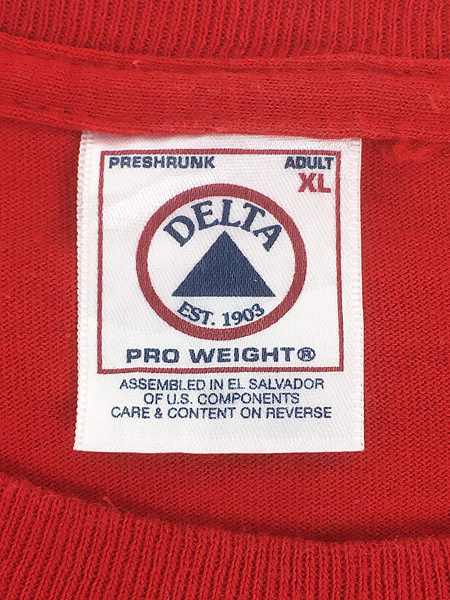 PRESHRUNK ADULT
XL
DELTA
EST. 1903
PRO WEIGHT®
ASSEMBLED IN EL SALVADOR
OF U.S. COMPONENTS
CARE & CONTENT ON REVERSE